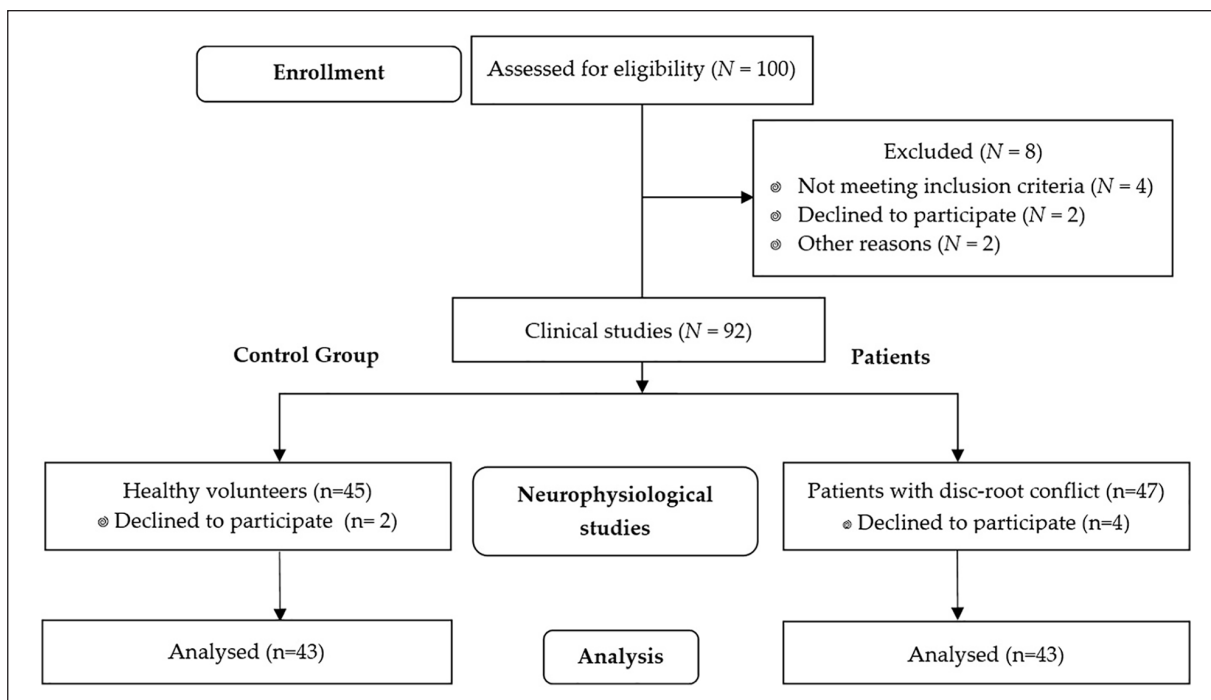 Enrollment
Assessed for eligibility (N = 100)
Excluded (N = 8)
Not meeting inclusion criteria (N = 4)
Declined to participate (N = 2)
Other reasons (N = 2)
Clinical studies (N = 92)
Control Group
Patients
Healthy volunteers (n=45)
Declined to participate (n= 2)
Neurophysiological
studies
Patients with disc-root conflict (n=47)
Declined to participate (n=4)
Analysed (n=43)
Analysis
Analysed (n=43)